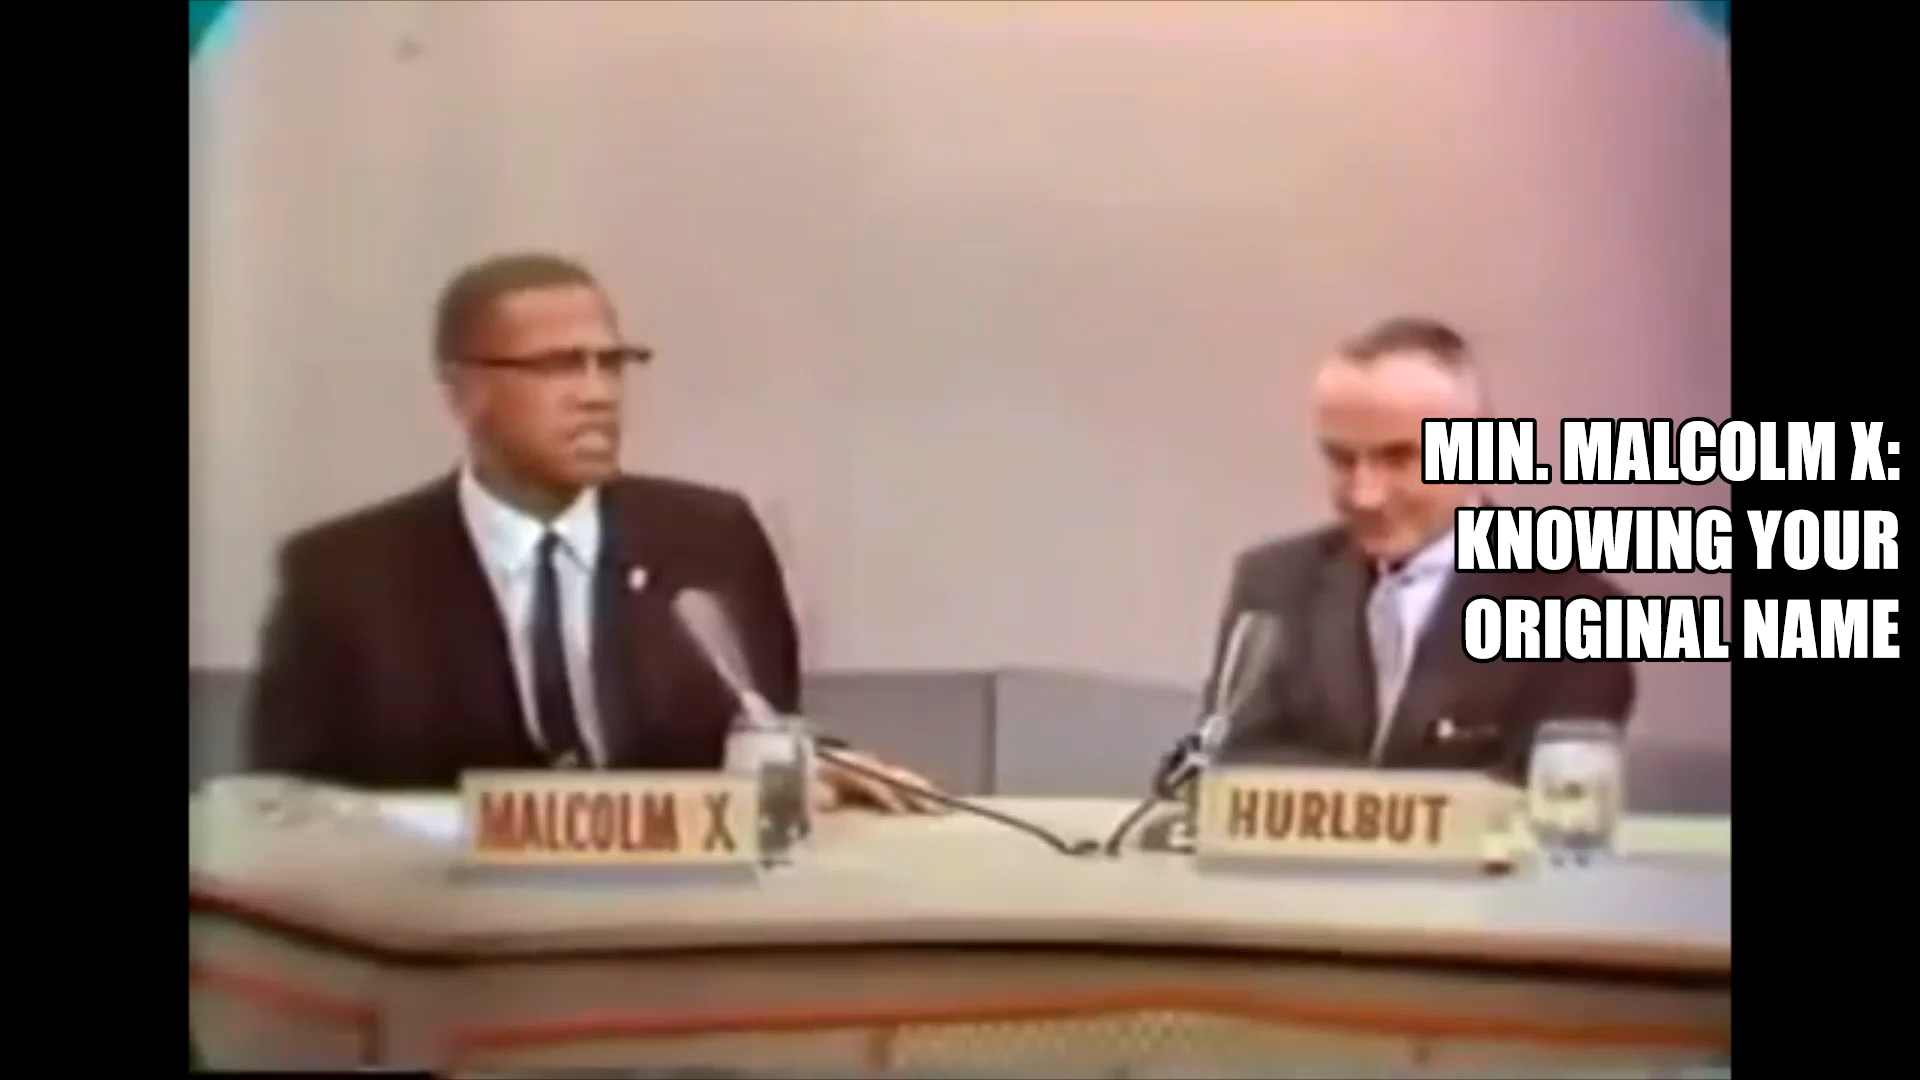 MIN. MALCOLM X:
KNOWING YOUR
ORIGINAL NAME
MALCOLM X
HURLBUT